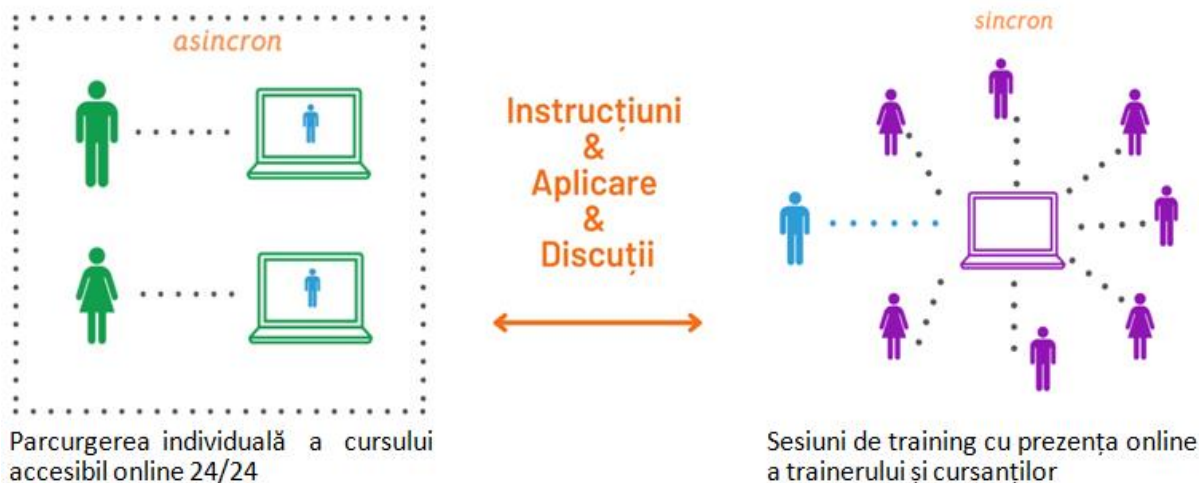 asincron
Parcurgerea individuală a cursului
accesibil online 24/24
Instrucțiuni
&
Aplicare
&
Discuții
sincron
Sesiuni de training cu prezența online
a trainerului și cursanților